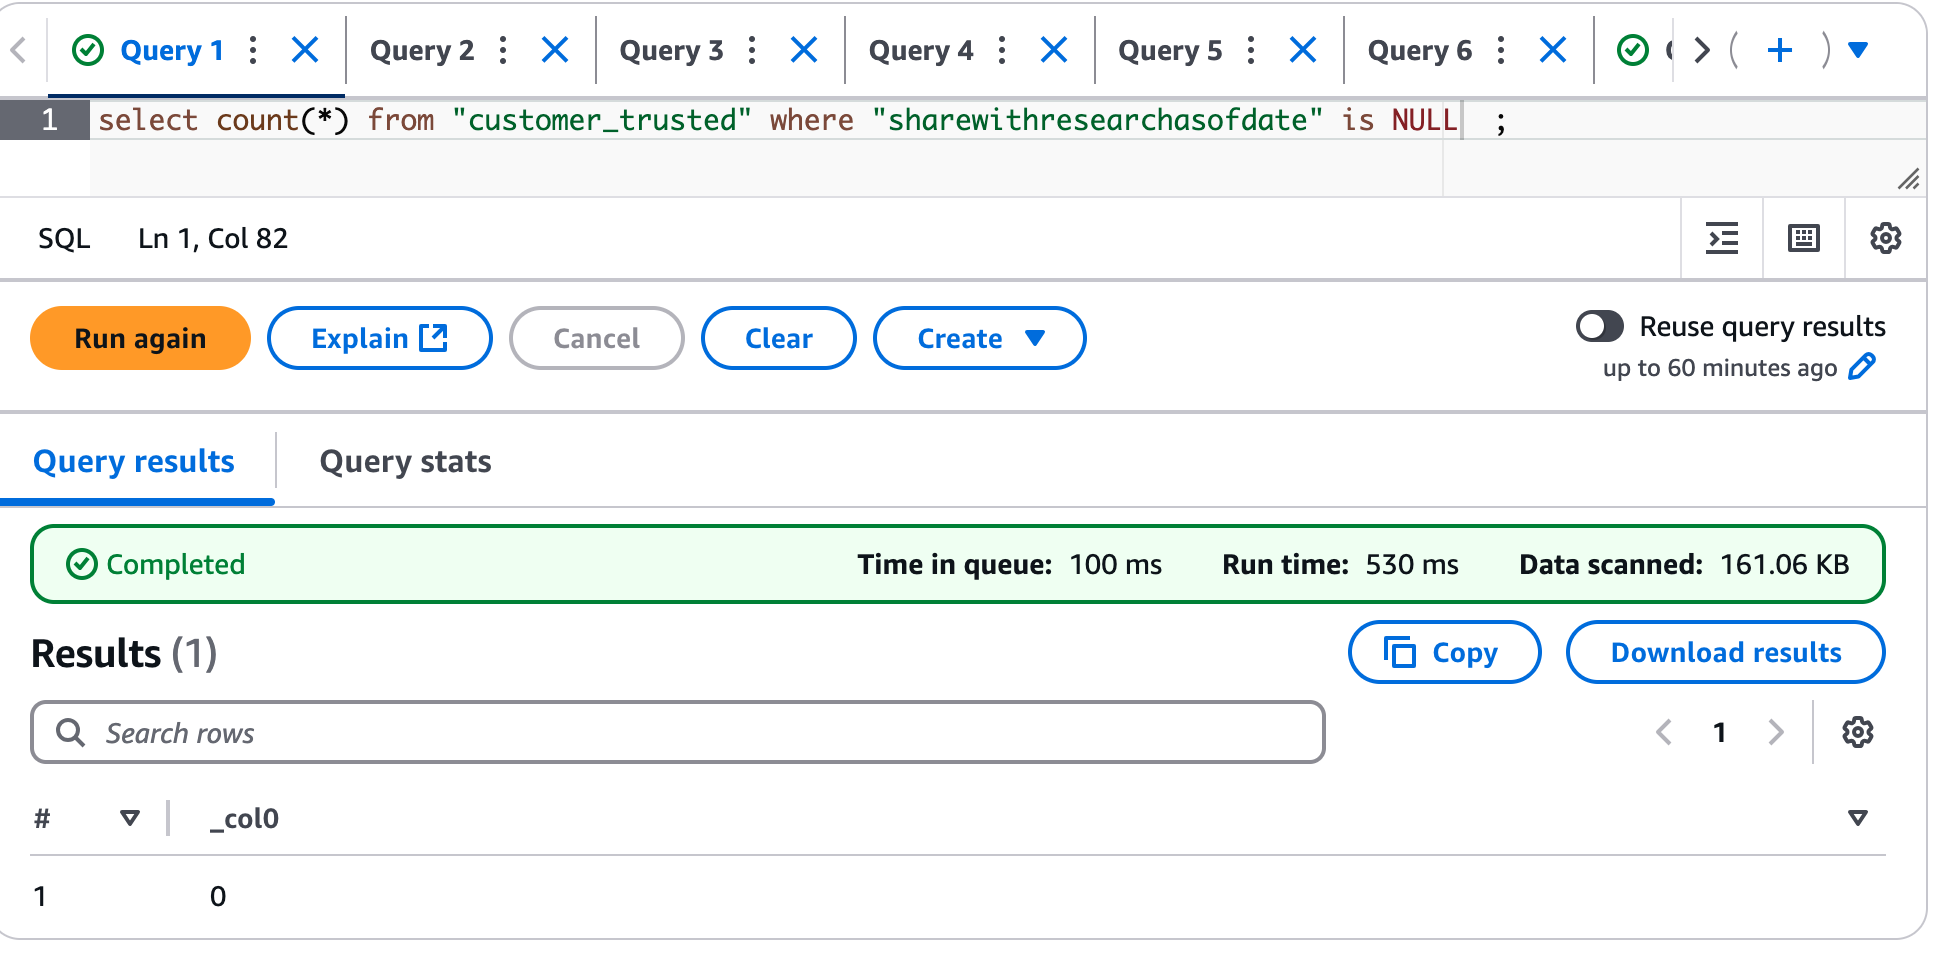 Query 1 Query 2 Query 3 Query 4 Query 5 Query 6
1 select count(*) from "customer_trusted" where "sharewithresearchasofdate" is NULL ;
SQL Ln 1, Col 82
Run again Explain Cancel Clear Create Reuse query results
up to 60 minutes ago
Query results Query stats
Completed Time in queue: 100 ms Run time: 530 ms Data scanned: 161.06 KB
Results (1) Copy Download results
Search rows 1
# _col0
1 0